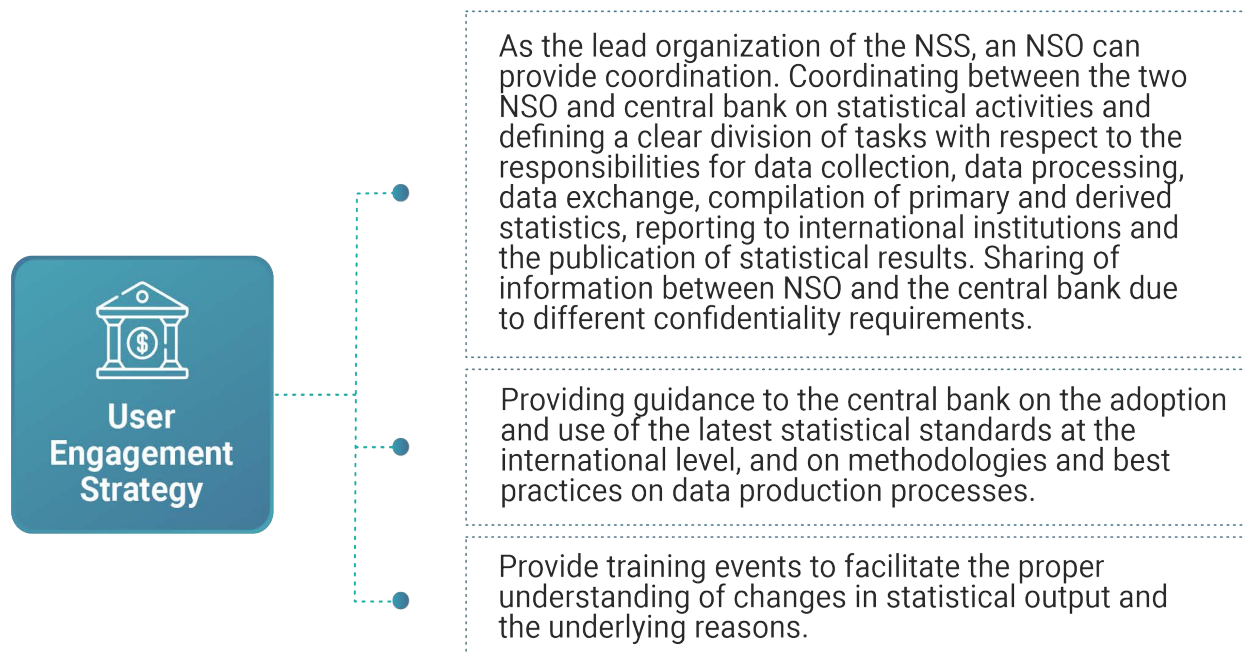 User
Engagement
Strategy
As the lead organization of the NSS, an NSO can
provide coordination. Coordinating between the two
NSO and central bank on statistical activities and
defining a clear division of tasks with respect to the
responsibilities for data collection, data processing,
data exchange, compilation of primary and derived
statistics, reporting to international institutions and
the publication of statistical results. Sharing of
information between NSO and the central bank due
to different confidentiality requirements.
Providing guidance to the central bank on the adoption
and use of the latest statistical standards at the
international level, and on methodologies and best
practices on data production processes.
Provide training events to facilitate the proper
understanding of changes in statistical output and
the underlying reasons.